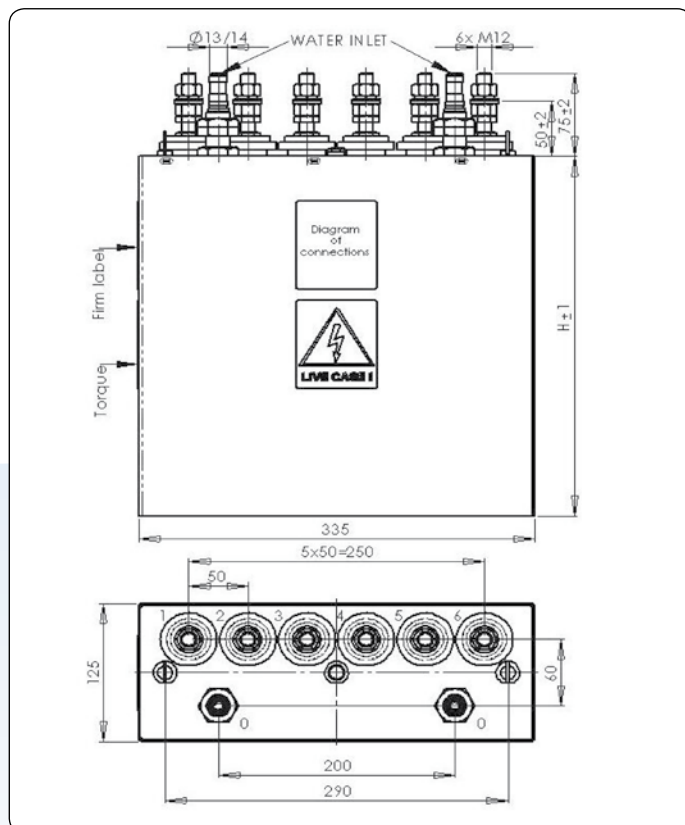 Ø13/14
WATER INLET
6x M12
50±2
75±2
Diagram
of
connections
Firm label
H±1
LIVE CASE !
Torque
335
5x50=250
50
1
2
3
4
5
6
125
60
0
0
200
290